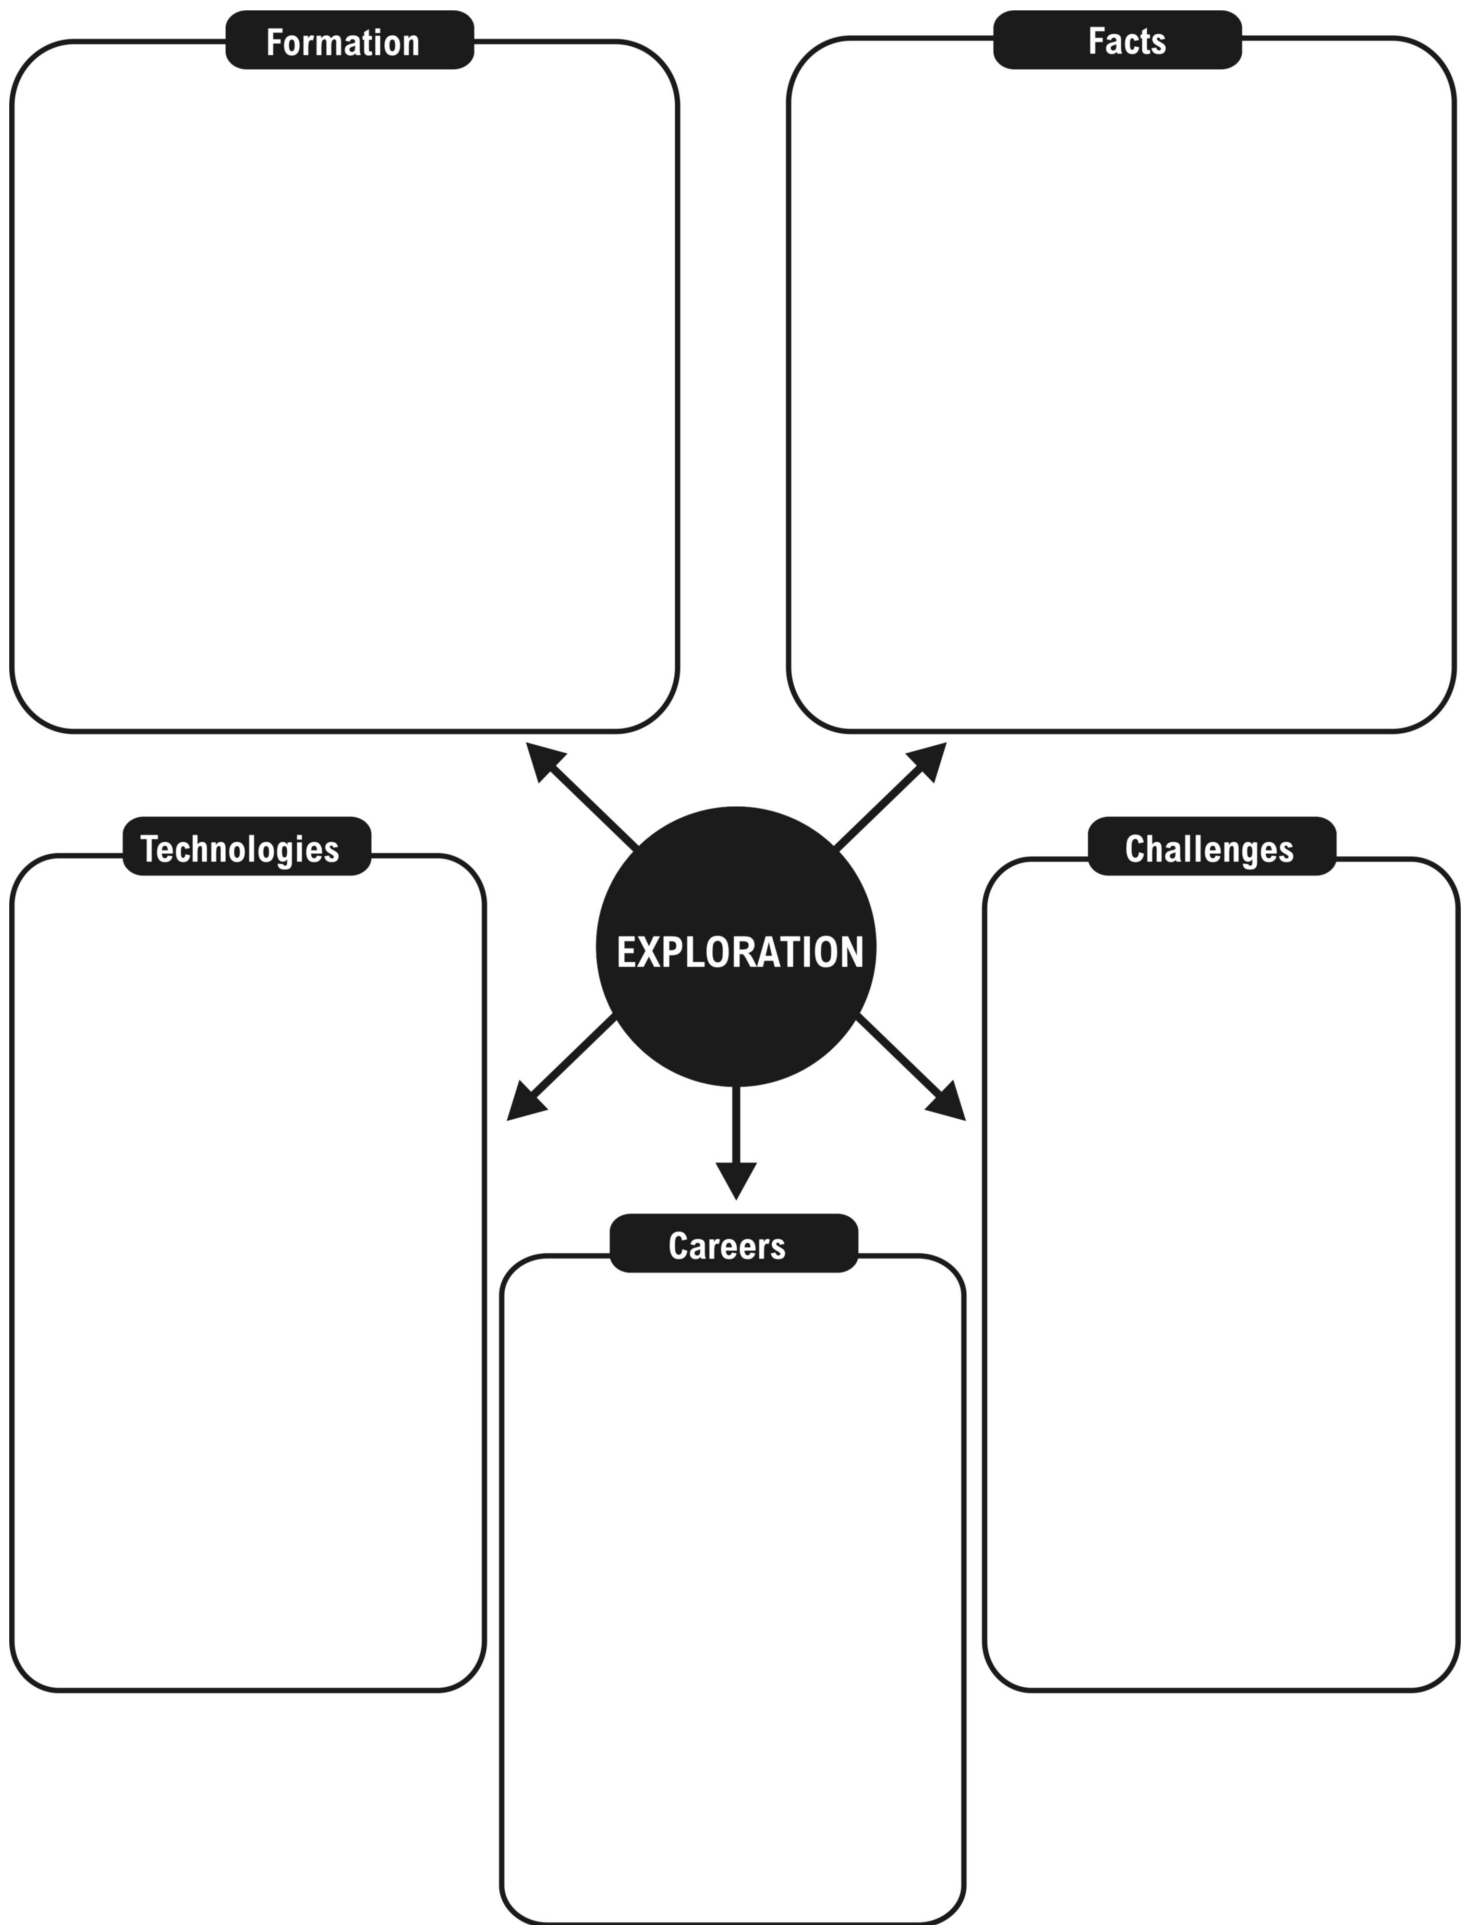 Formation
Facts
Technologies
Challenges
EXPLORATION
Careers